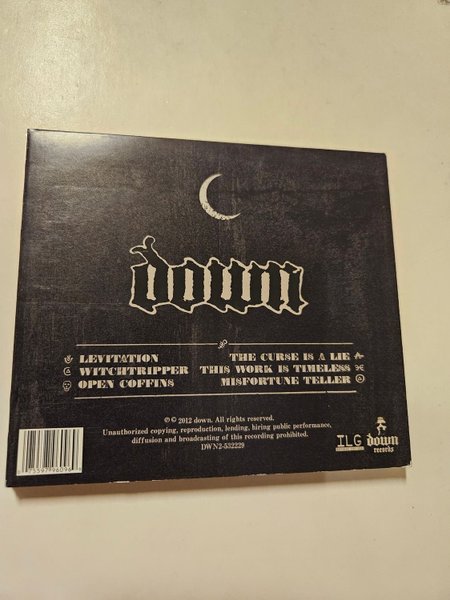 down
LEVITATION
WITCHTRIPPER
OPEN COFFINS
THE CURSE IS A LIE
THIS WORK IS TIMELESS
MISFORTUNE TELLER
℗ © 2012 down. All rights reserved.
Unauthorized copying, reproduction, lending, hiring public performance,
diffusion and broadcasting of this recording prohibited.
DWN2-532229
ILG
down
records